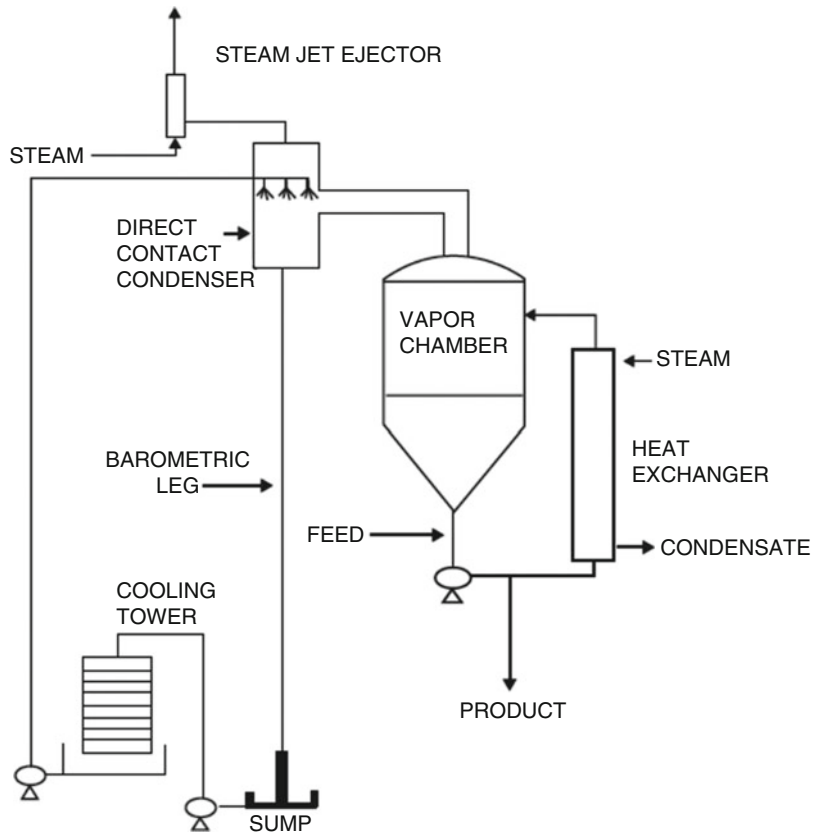 STEAM JET EJECTOR
STEAM
DIRECT
CONTACT
CONDENSER
VAPOR
CHAMBER
STEAM
HEAT
EXCHANGER
BAROMETRIC
LEG
FEED
CONDENSATE
COOLING
TOWER
PRODUCT
SUMP